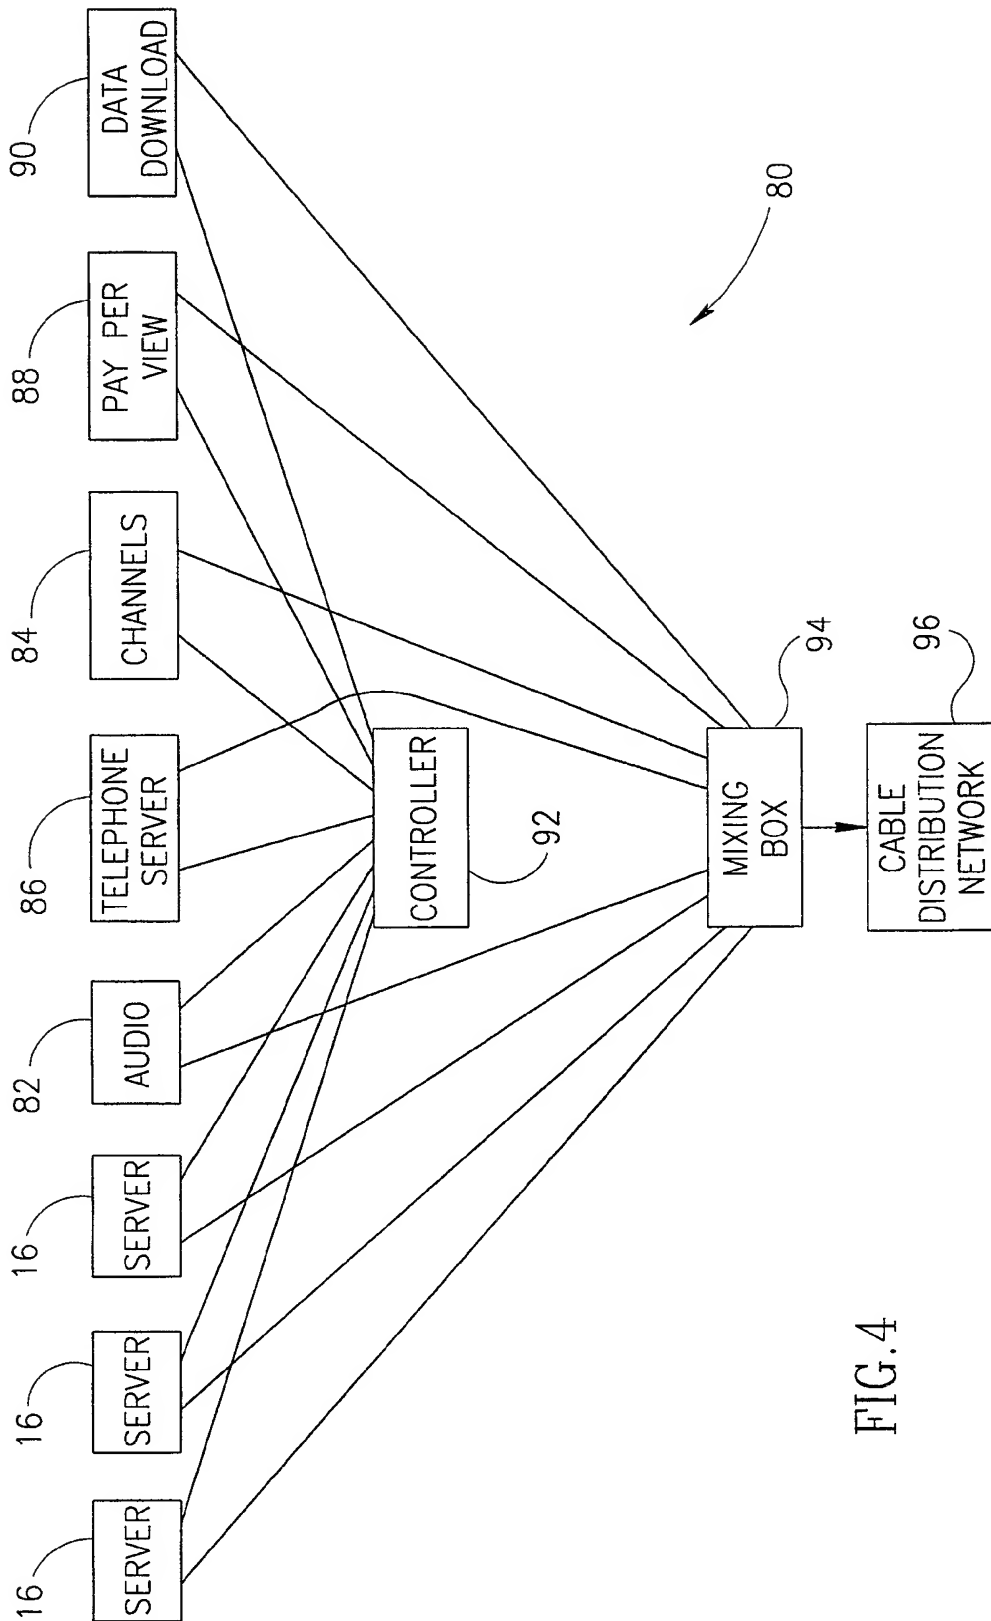 16
16
16
82
86
84
88
90
SERVER
SERVER
SERVER
AUDIO
TELEPHONE
SERVER
CHANNELS
PAY PER
VIEW
DATA
DOWNLOAD
CONTROLLER
92
80
MIXING
BOX
94
CABLE
DISTRIBUTION
NETWORK
96
FIG.4